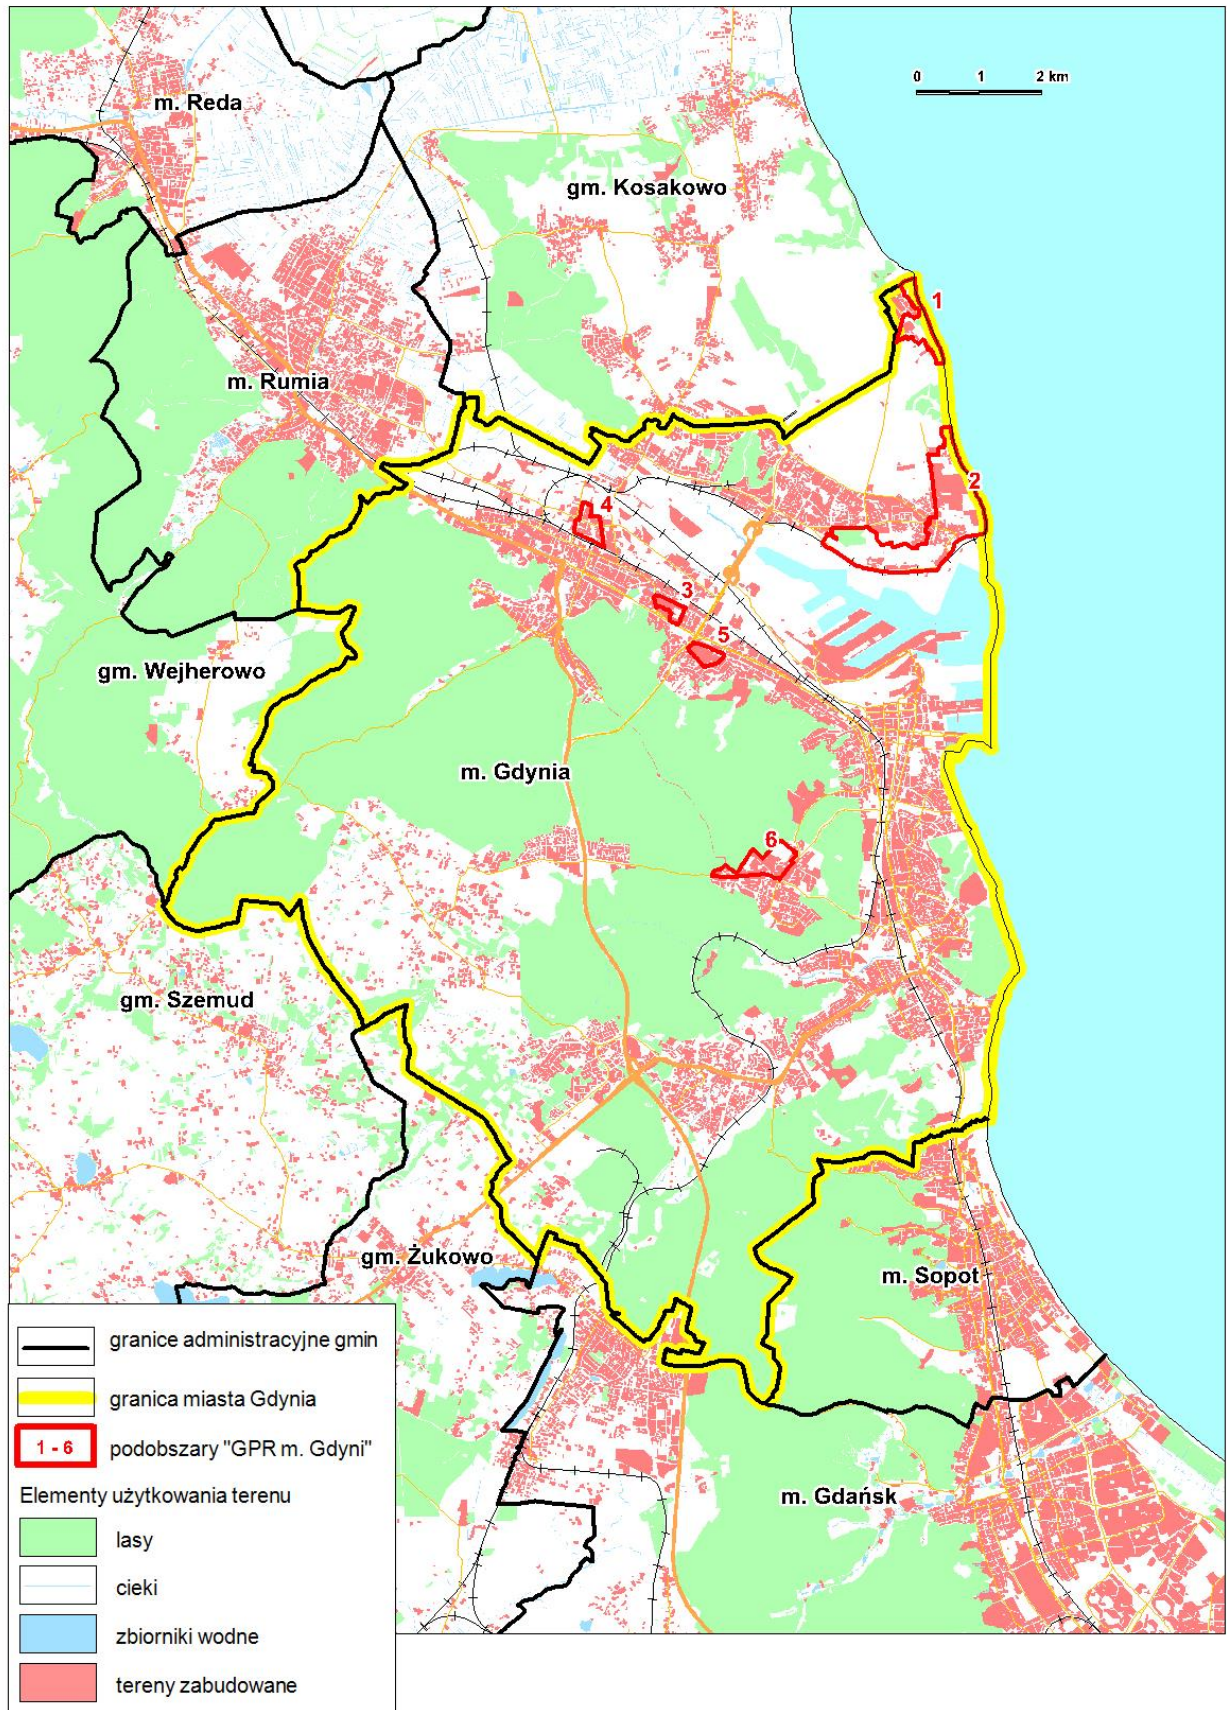 0 1 2 km
m. Reda
gm. Kosakowo
1
m. Rumia
2
4
3
5
gm. Wejherowo
m. Gdynia
6
gm. Szemud
gm. Żukowo
m. Sopot
m. Gdańsk
granice administracyjne gmin
granica miasta Gdynia
1 - 6 podobszary "GPR m. Gdyni"
Elementy użytkowania terenu
lasy
cieki
zbiorniki wodne
tereny zabudowane